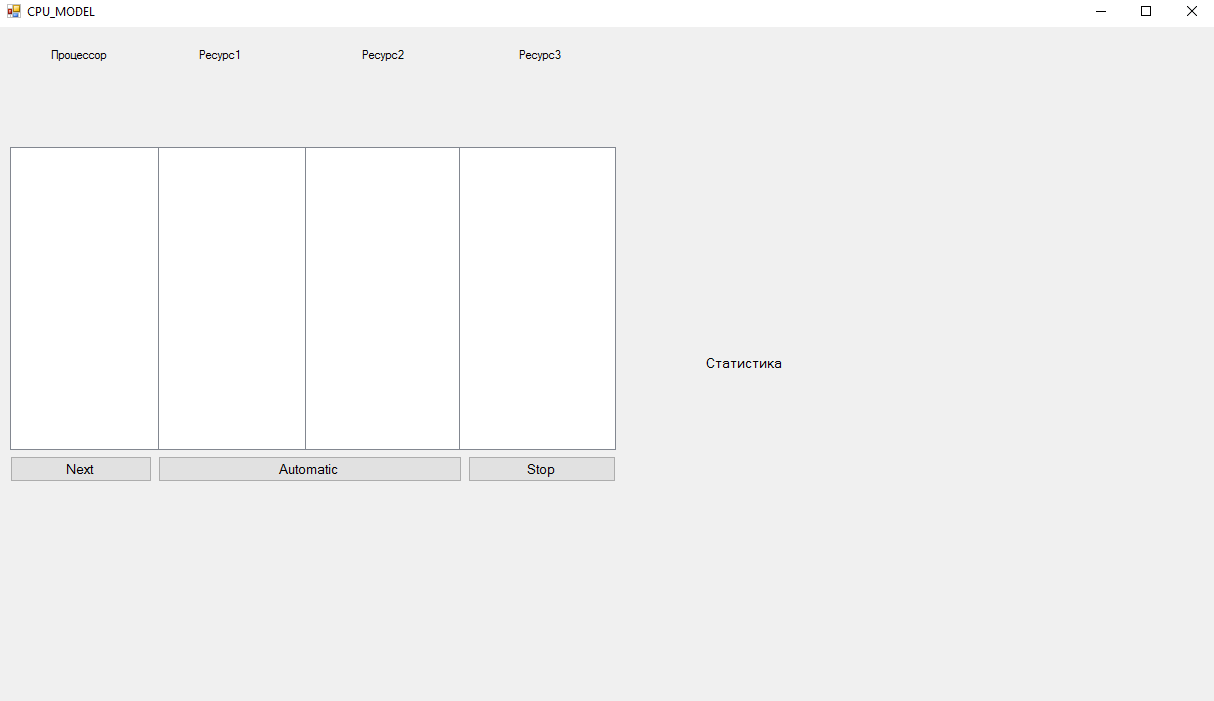 CPU_MODEL
Процессор Ресурс1 Ресурс2 Ресурс3
Статистика
Next Automatic Stop